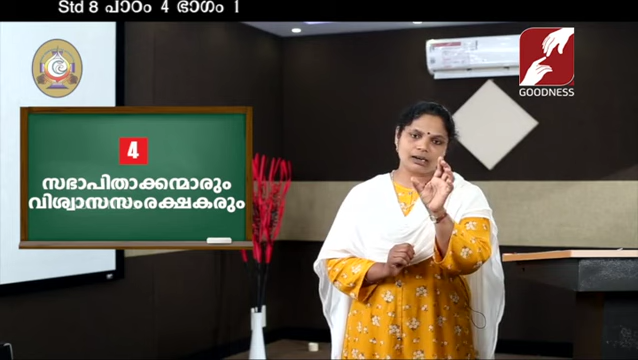 Std 8 പാഠം 4 ഭാഗം 1
GOODNESS
4
സഭാപിതാക്കന്മാരും
വിശ്വാസസംരക്ഷകരും